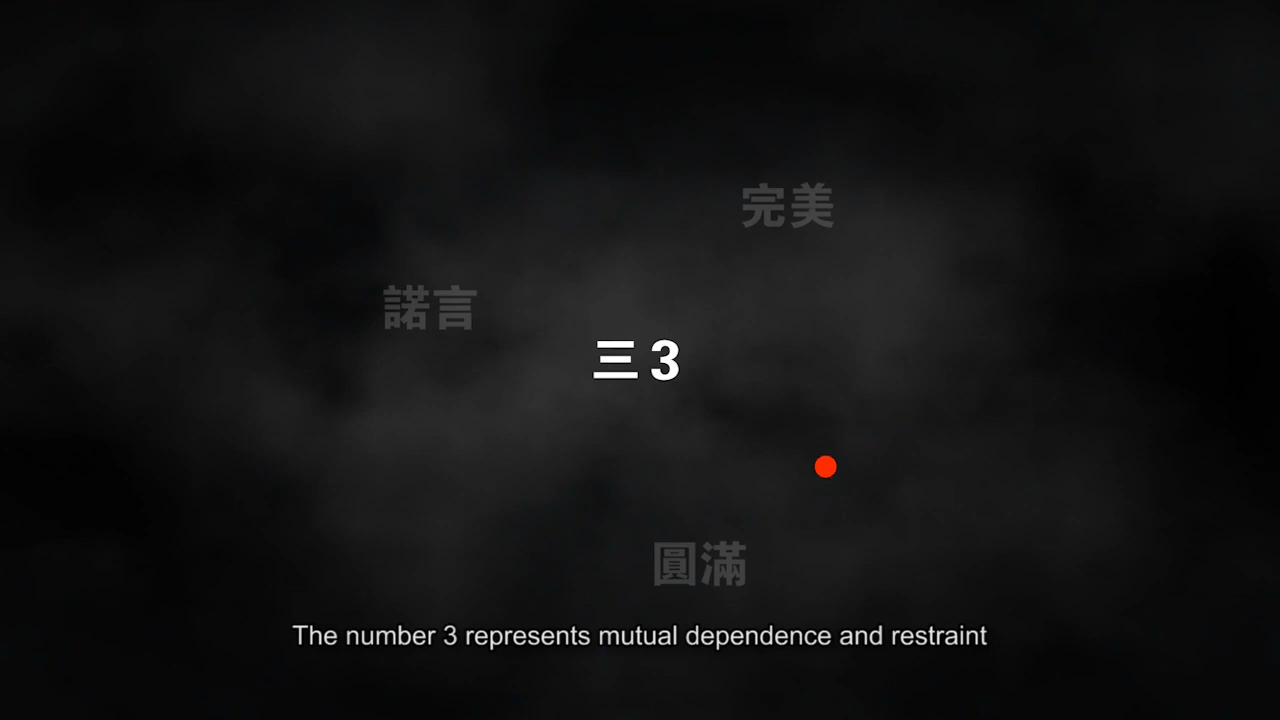 完美
諾言
三 3
圓滿
The number 3 represents mutual dependence and restraint